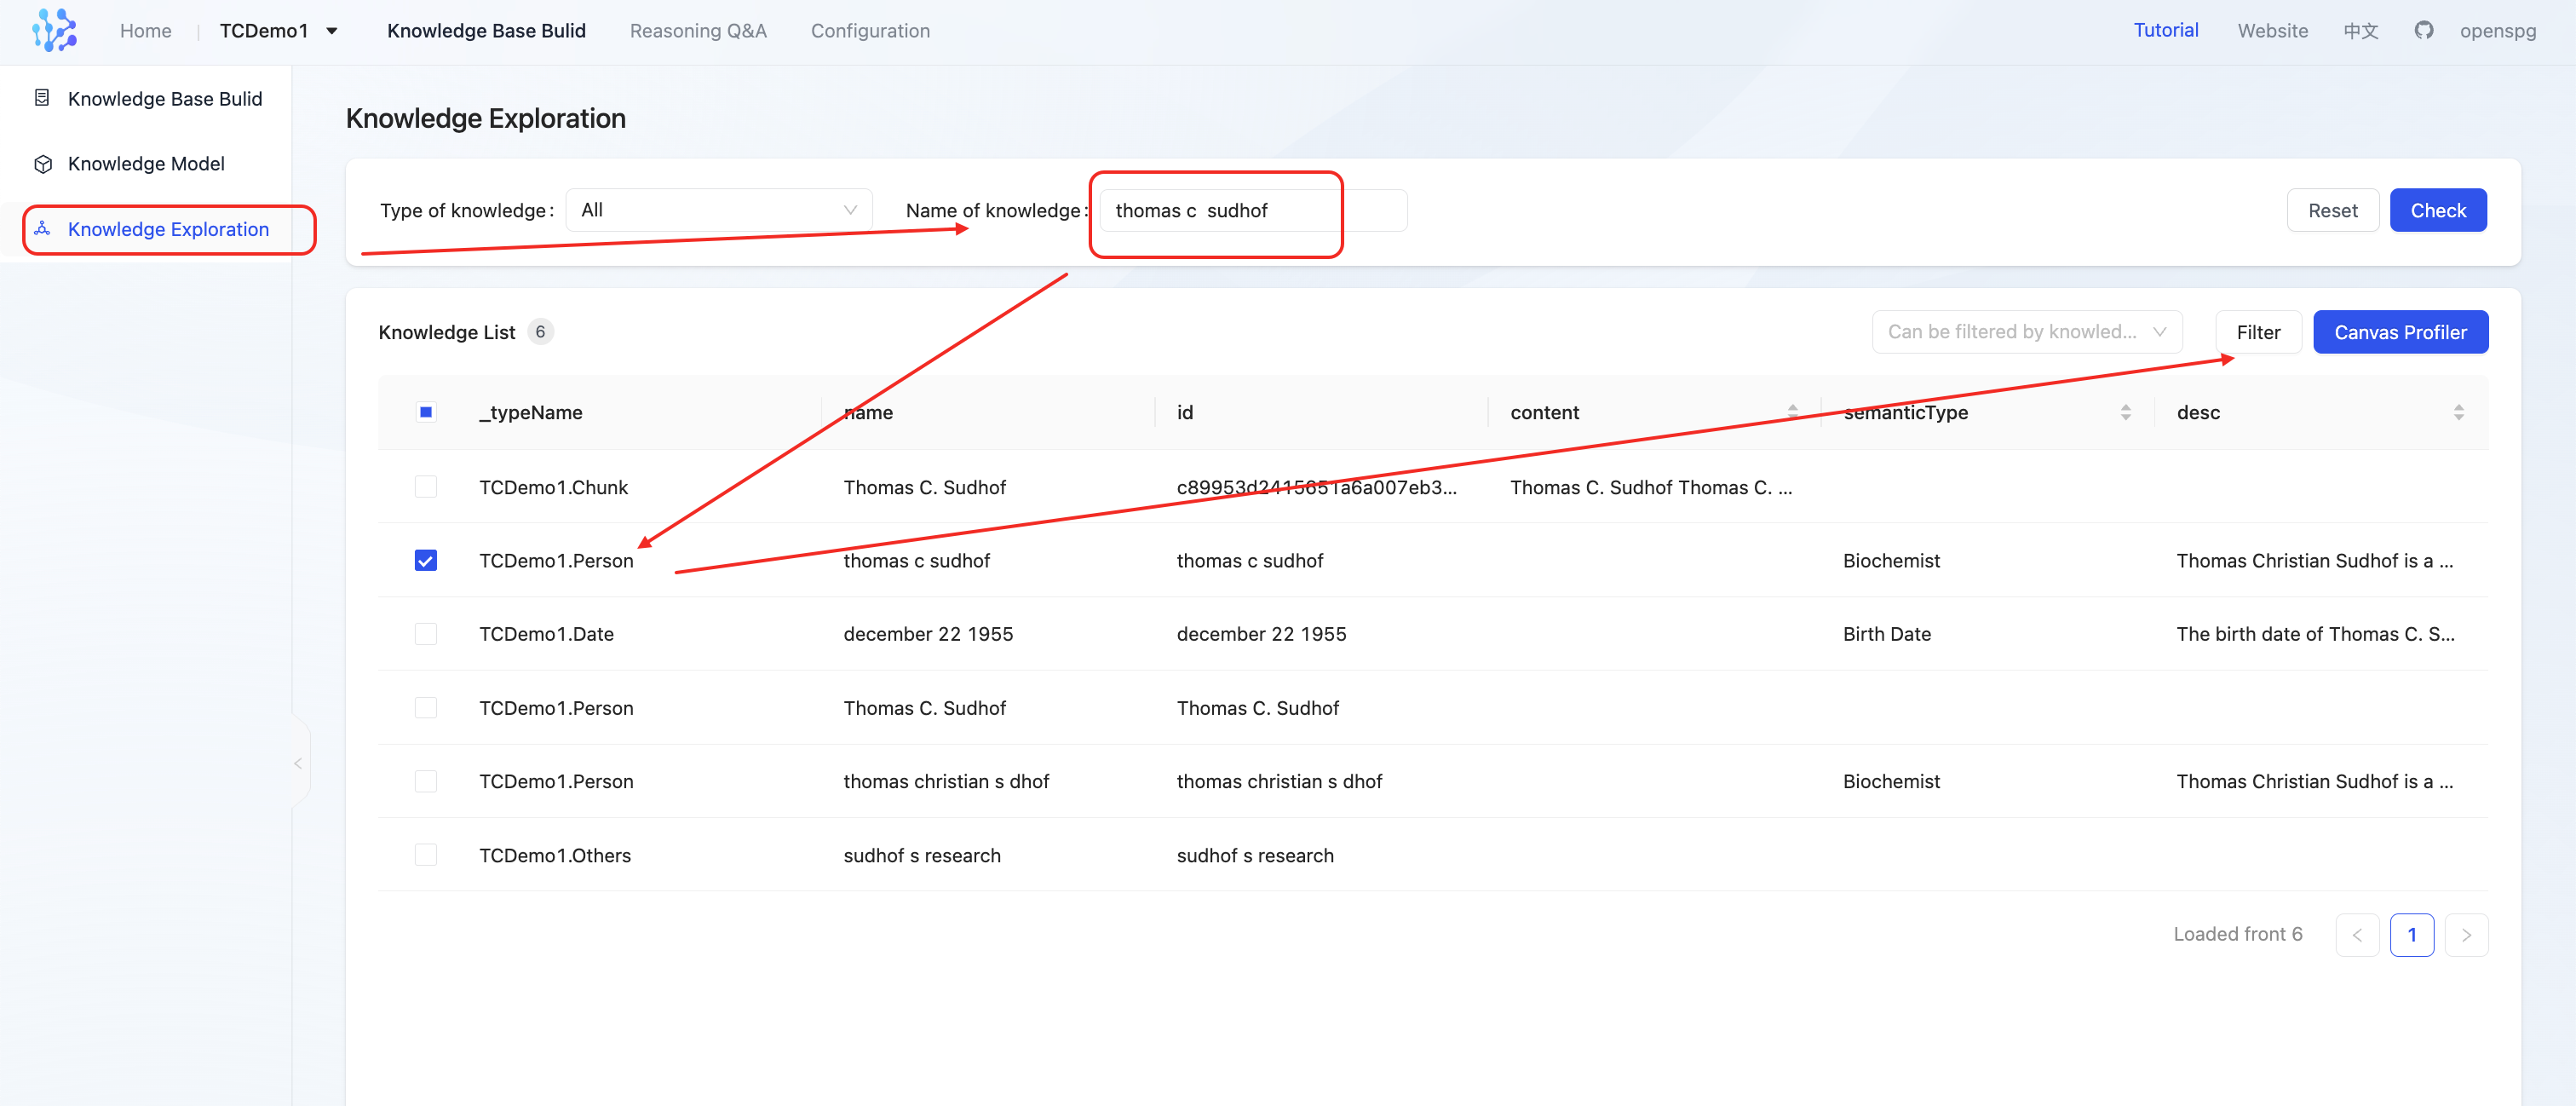 Home | TCDemo1 Knowledge Base Bulid Reasoning Q&A Configuration Tutorial Website 中文 openspg
Knowledge Base Bulid
Knowledge Model
Knowledge Exploration
Knowledge Exploration
Type of knowledge: All Name of knowledge: thomas c  sudhof Reset Check
Knowledge List 6 Can be filtered by knowled... Filter Canvas Profiler
_typeName name id content semanticType desc
TCDemo1.Chunk Thomas C. Sudhof c89953d2415651a6a007eb3... Thomas C. Sudhof Thomas C. ...
TCDemo1.Person thomas c sudhof thomas c sudhof Biochemist Thomas Christian Sudhof is a ...
TCDemo1.Date december 22 1955 december 22 1955 Birth Date The birth date of Thomas C. S...
TCDemo1.Person Thomas C. Sudhof Thomas C. Sudhof
TCDemo1.Person thomas christian s dhof thomas christian s dhof Biochemist Thomas Christian Sudhof is a ...
TCDemo1.Others sudhof s research sudhof s research
Loaded front 6 < 1 >